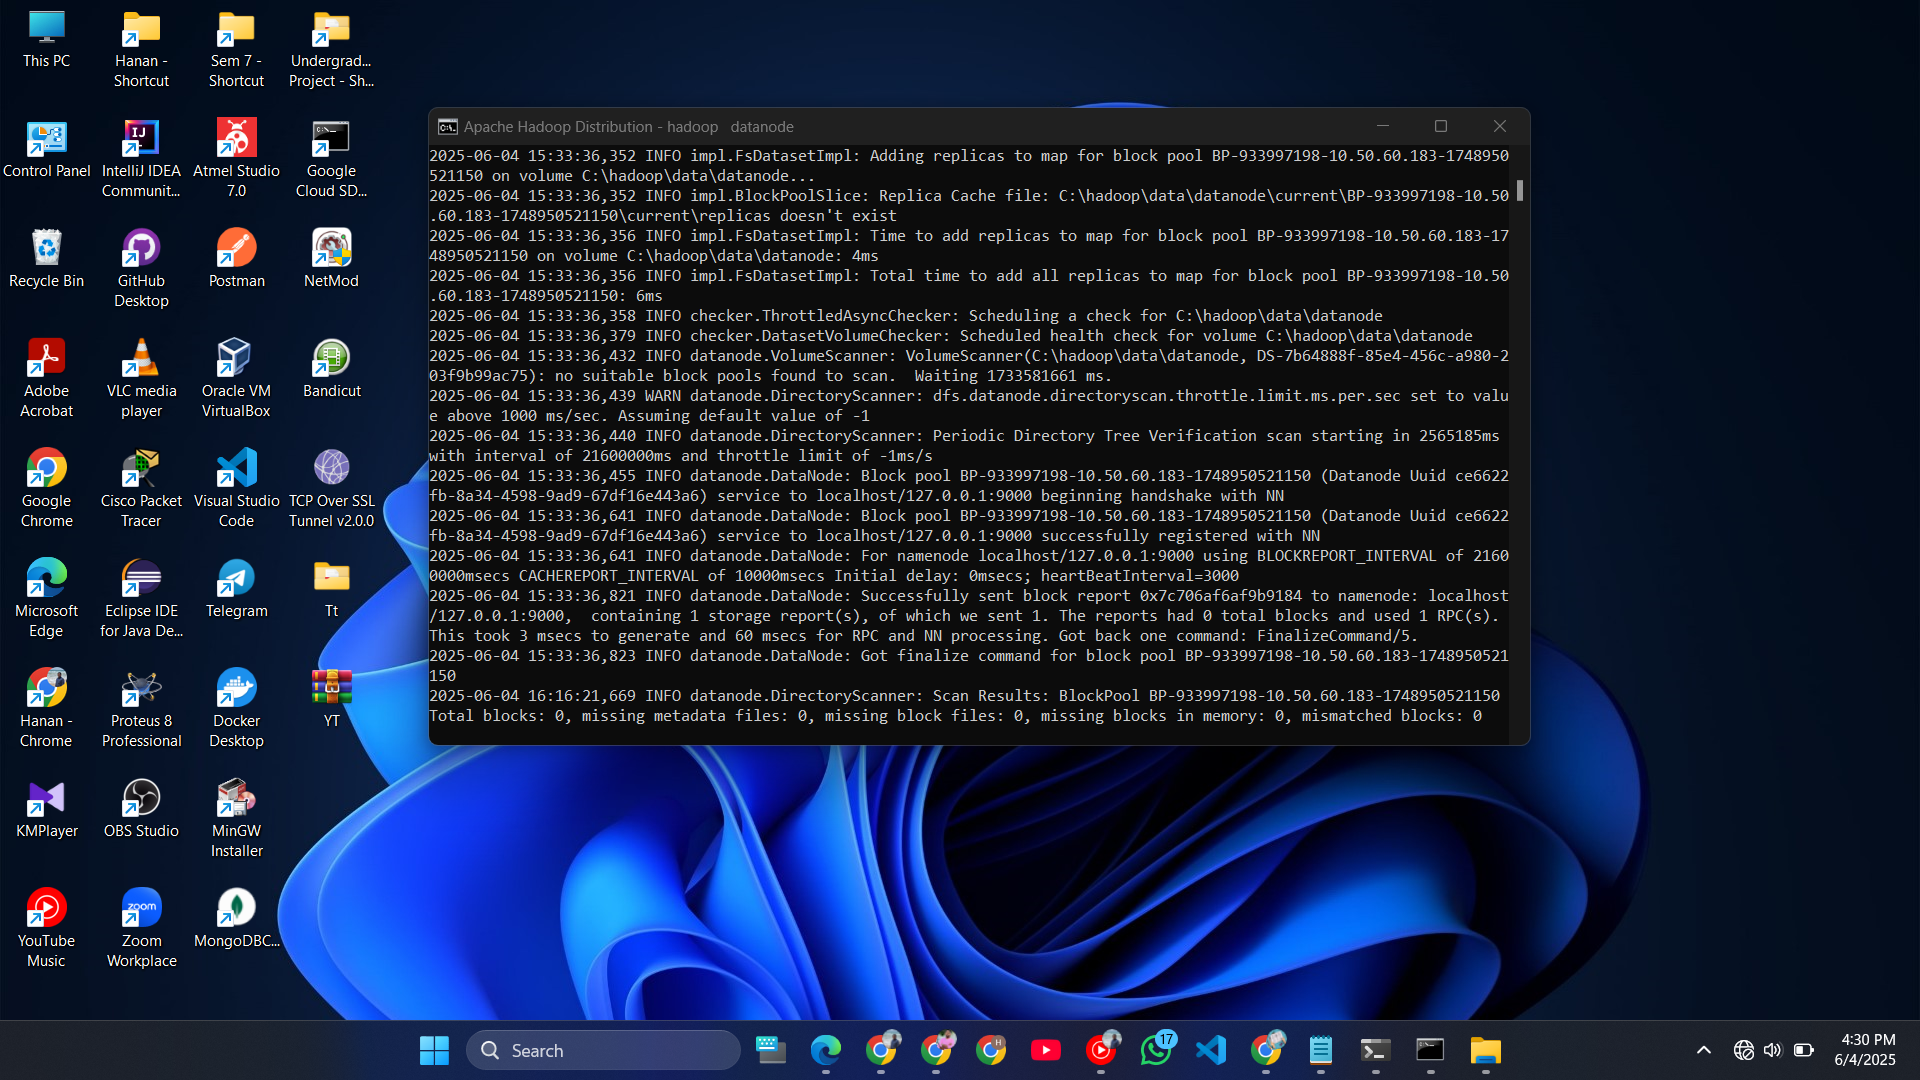 This PC
Hanan -
Shortcut
Sem 7 -
Shortcut
Undergrad...
Project - Sh...
Control Panel
IntelliJ IDEA
Communit...
Atmel Studio
7.0
Google
Cloud SD...
Recycle Bin
GitHub
Desktop
Postman
NetMod
Adobe
Acrobat
VLC media
player
Oracle VM
VirtualBox
Bandicut
Google
Chrome
Cisco Packet
Tracer
Visual Studio
Code
TCP Over SSL
Tunnel v2.0.0
Microsoft
Edge
Eclipse IDE
for Java De...
Telegram
Tt
Hanan -
Chrome
Proteus 8
Professional
Docker
Desktop
YT
KMPlayer
OBS Studio
MinGW
Installer
YouTube
Music
zoom
Zoom
Workplace
MongoDBC...
Apache Hadoop Distribution - hadoop   datanode
2025-06-04 15:33:36,352 INFO impl.FsDatasetImpl: Adding replicas to map for block pool BP-933997198-10.50.60.183-1748950
521150 on volume C:\hadoop\data\datanode...
2025-06-04 15:33:36,352 INFO impl.BlockPoolSlice: Replica Cache file: C:\hadoop\data\datanode\current\BP-933997198-10.50
.60.183-1748950521150\current\replicas doesn't exist
2025-06-04 15:33:36,356 INFO impl.FsDatasetImpl: Time to add replicas to map for block pool BP-933997198-10.50.60.183-17
48950521150 on volume C:\hadoop\data\datanode: 4ms
2025-06-04 15:33:36,356 INFO impl.FsDatasetImpl: Total time to add all replicas to map for block pool BP-933997198-10.50
.60.183-1748950521150: 6ms
2025-06-04 15:33:36,358 INFO checker.ThrottledAsyncChecker: Scheduling a check for C:\hadoop\data\datanode
2025-06-04 15:33:36,379 INFO checker.DatasetVolumeChecker: Scheduled health check for volume C:\hadoop\data\datanode
2025-06-04 15:33:36,432 INFO datanode.VolumeScanner: VolumeScanner(C:\hadoop\data\datanode, DS-7b64888f-85e4-456c-a980-2
03f9b99ac75): no suitable block pools found to scan.  Waiting 1733581661 ms.
2025-06-04 15:33:36,439 WARN datanode.DirectoryScanner: dfs.datanode.directoryscan.throttle.limit.ms.per.sec set to valu
e above 1000 ms/sec. Assuming default value of -1
2025-06-04 15:33:36,440 INFO datanode.DirectoryScanner: Periodic Directory Tree Verification scan starting in 2565185ms
with interval of 21600000ms and throttle limit of -1ms/s
2025-06-04 15:33:36,455 INFO datanode.DataNode: Block pool BP-933997198-10.50.60.183-1748950521150 (Datanode Uuid ce6622
fb-8a34-4598-9ad9-67df16e443a6) service to localhost/127.0.0.1:9000 beginning handshake with NN
2025-06-04 15:33:36,641 INFO datanode.DataNode: Block pool BP-933997198-10.50.60.183-1748950521150 (Datanode Uuid ce6622
fb-8a34-4598-9ad9-67df16e443a6) service to localhost/127.0.0.1:9000 successfully registered with NN
2025-06-04 15:33:36,641 INFO datanode.DataNode: For namenode localhost/127.0.0.1:9000 using BLOCKREPORT_INTERVAL of 2160
0000msecs CACHEREPORT_INTERVAL of 10000msecs Initial delay: 0msecs; heartBeatInterval=3000
2025-06-04 15:33:36,821 INFO datanode.DataNode: Successfully sent block report 0x7c706af6af9b9184 to namenode: localhost
/127.0.0.1:9000,  containing 1 storage report(s), of which we sent 1. The reports had 0 total blocks and used 1 RPC(s).
This took 3 msecs to generate and 60 msecs for RPC and NN processing. Got back one command: FinalizeCommand/5.
2025-06-04 15:33:36,823 INFO datanode.DataNode: Got finalize command for block pool BP-933997198-10.50.60.183-1748950521
150
2025-06-04 16:16:21,669 INFO datanode.DirectoryScanner: Scan Results: BlockPool BP-933997198-10.50.60.183-1748950521150
Total blocks: 0, missing metadata files: 0, missing block files: 0, missing blocks in memory: 0, mismatched blocks: 0
Search
17
4:30 PM
6/4/2025